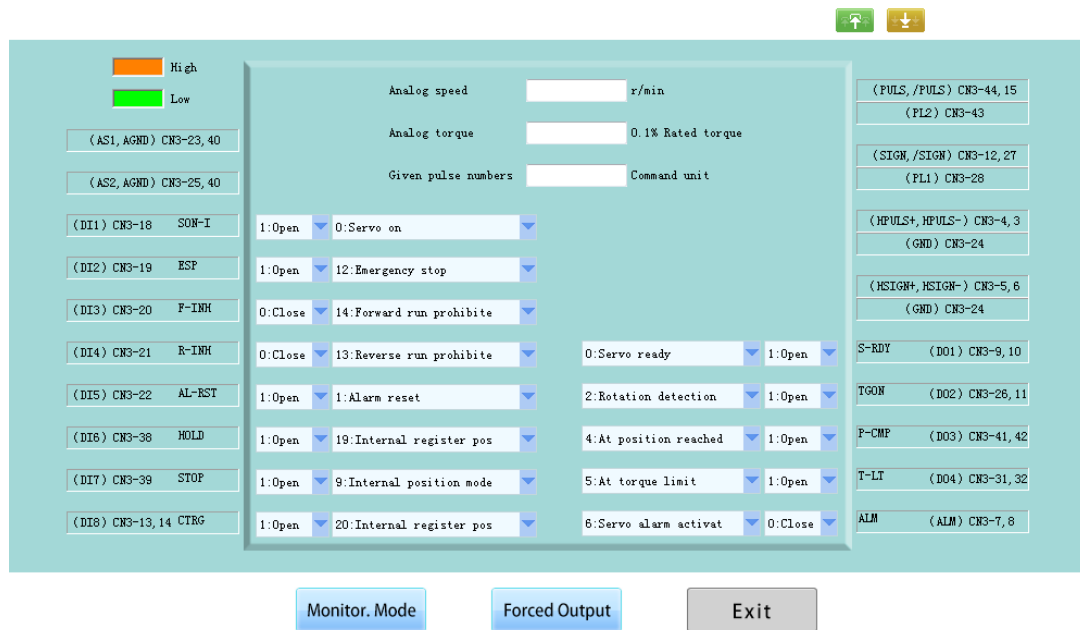 High
Low
Analog speed r/min
Analog torque 0.1% Rated torque
Given pulse numbers Command unit
(AS1, AGND) CN3-23, 40
(AS2, AGND) CN3-25, 40
(DI1) CN3-18 SON-I 1:Open 0:Servo on
(DI2) CN3-19 ESP 1:Open 12:Emergency stop
(DI3) CN3-20 F-INH 0:Close 14:Forward run prohibite
(DI4) CN3-21 R-INH 0:Close 13:Reverse run prohibite
(DI5) CN3-22 AL-RST 1:Open 1:Alarm reset
(DI6) CN3-38 HOLD 1:Open 19:Internal register pos
(DI7) CN3-39 STOP 1:Open 9:Internal position mode
(DI8) CN3-13, 14 CTRG 1:Open 20:Internal register pos
(PULS, /PULS) CN3-44, 15
(PL2) CN3-43
(SIGN, /SIGN) CN3-12, 27
(PL1) CN3-28
(HPULS+, HPULS-) CN3-4, 3
(GND) CN3-24
(HSIGN+, HSIGN-) CN3-5, 6
(GND) CN3-24
0:Servo ready 1:Open S-RDY (DO1) CN3-9, 10
2:Rotation detection 1:Open TGON (DO2) CN3-26, 11
4:At position reached 1:Open P-CMP (DO3) CN3-41, 42
5:At torque limit 1:Open T-LT (DO4) CN3-31, 32
6:Servo alarm activat 0:Close ALM (ALM) CN3-7, 8
Monitor. Mode
Forced Output
Exit